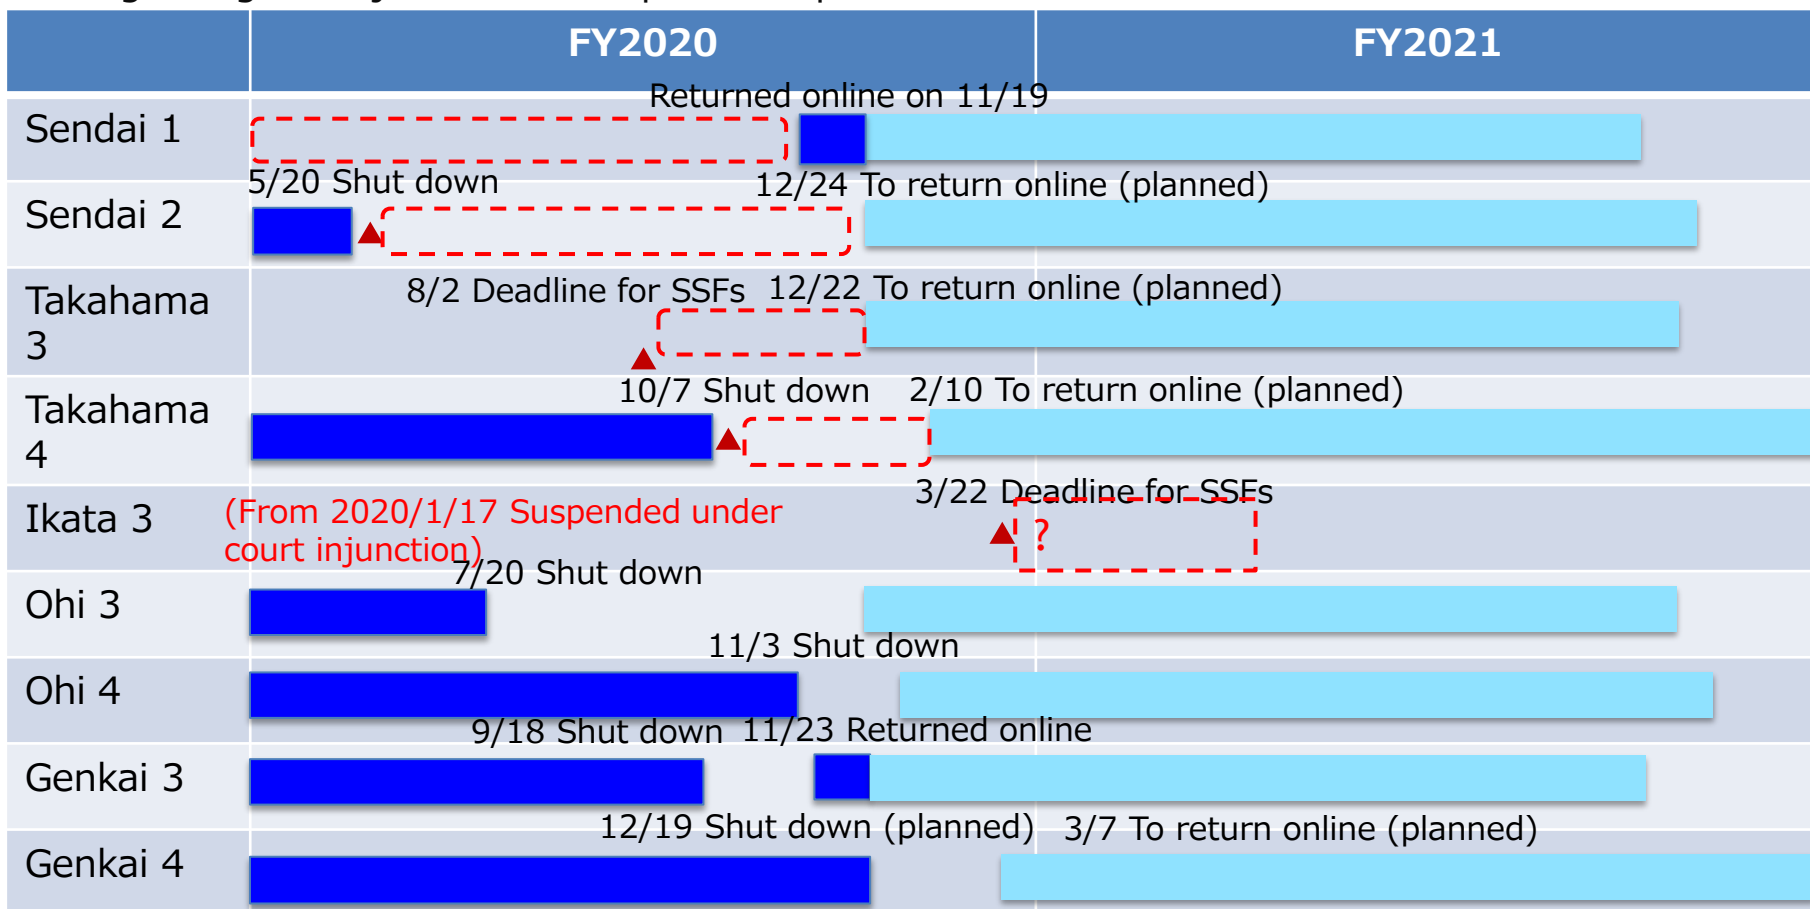 FY2020 FY2021
Returned online on 11/19
Sendai 1
5/20 Shut down 12/24 To return online (planned)
Sendai 2
8/2 Deadline for SSFs 12/22 To return online (planned)
Takahama
3
10/7 Shut down 2/10 To return online (planned)
Takahama
4
3/22 Deadline for SSFs
Ikata 3 (From 2020/1/17 Suspended under
court injunction) ?
7/20 Shut down
Ohi 3
11/3 Shut down
Ohi 4
9/18 Shut down 11/23 Returned online
Genkai 3
12/19 Shut down (planned) 3/7 To return online (planned)
Genkai 4